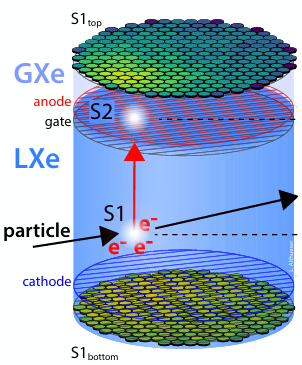 S1top
GXe
anode
S2
gate
LXe
S1
particle
e-
e- e-
cathode
S1bottom